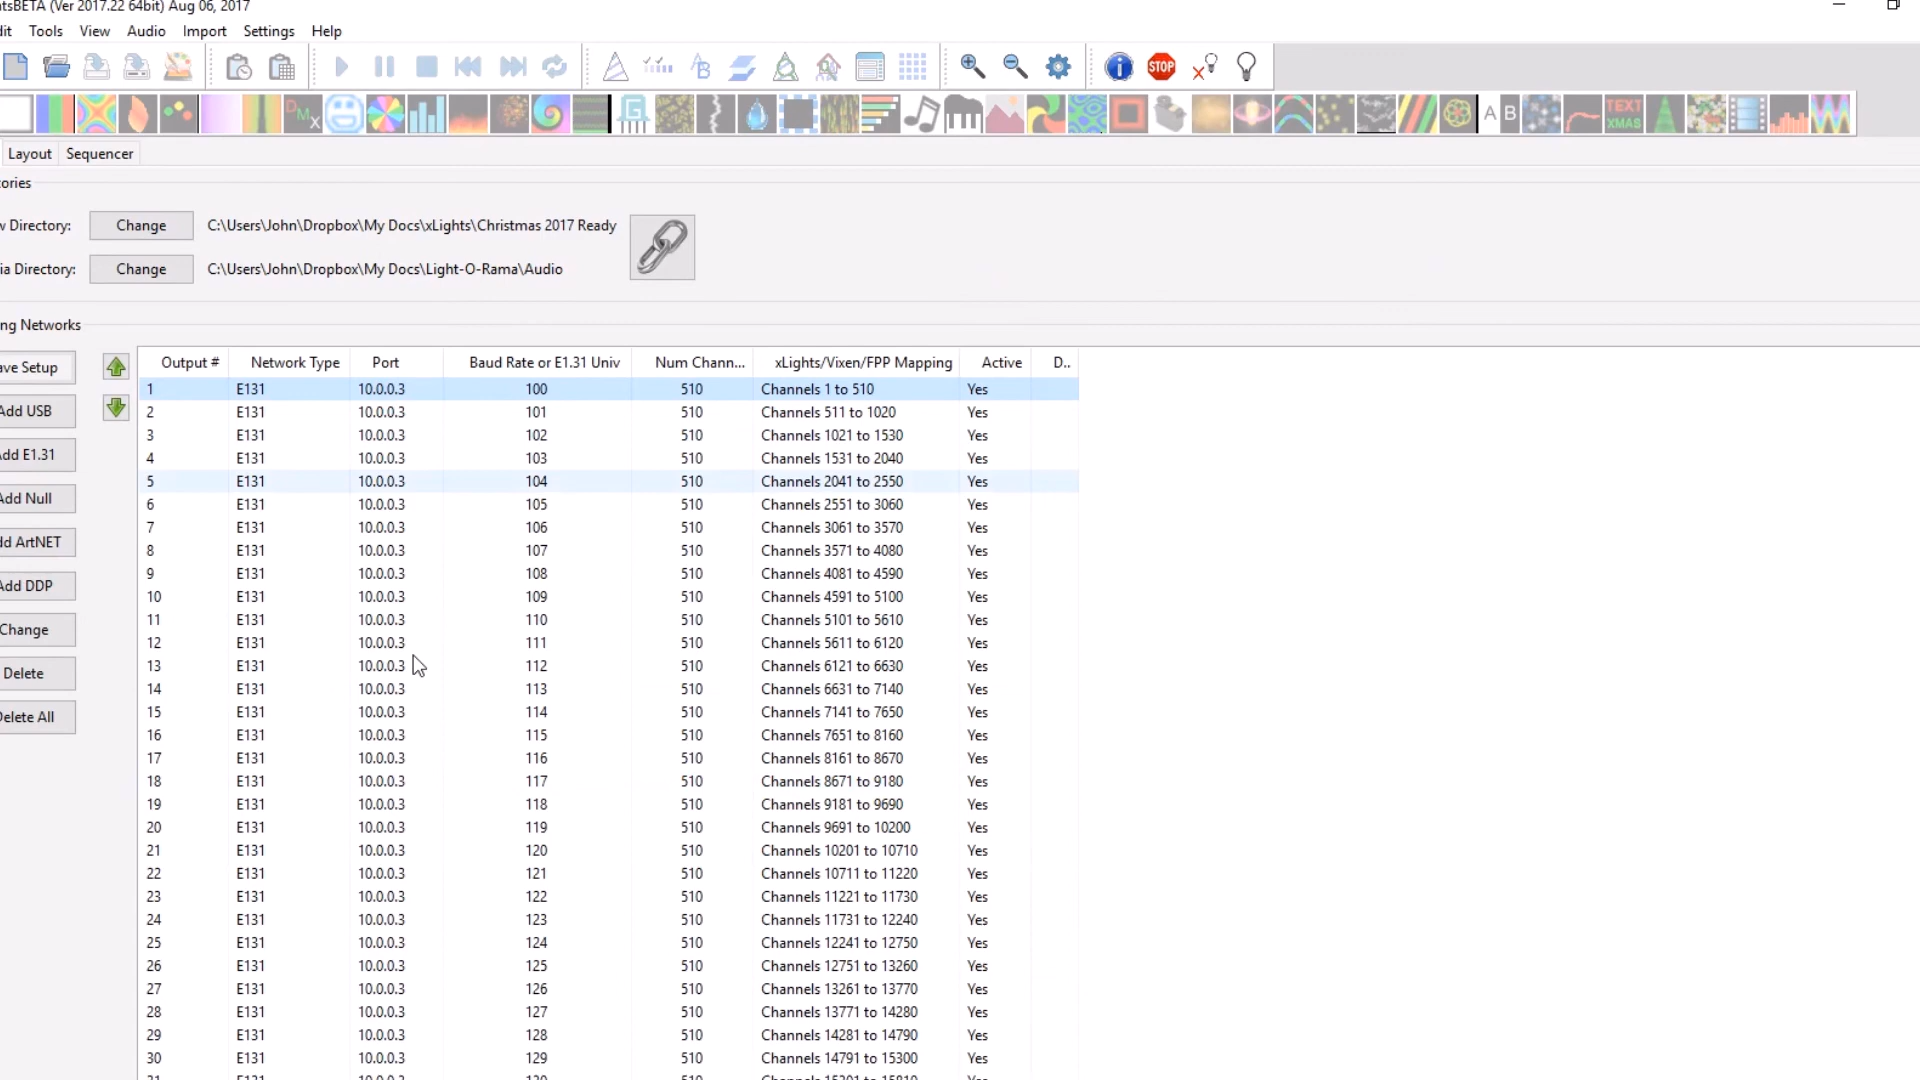 tsBETA (Ver 2017.22 64bit) Aug 06, 2017
dit Tools View Audio Import Settings Help
STOP
DM X A B TEXT XMAS
Layout Sequencer
ories
w Directory: Change C:\Users\John\Dropbox\My Docs\xLights\Christmas 2017 Ready
ia Directory: Change C:\Users\John\Dropbox\My Docs\Light-O-Rama\Audio
ng Networks
Output # Network Type Port Baud Rate or E1.31 Univ Num Chann... xLights/Vixen/FPP Mapping Active D..
ave Setup
Add USB
Add E1.31
Add Null
dd ArtNET
Add DDP
Change
Delete
Delete All
1 E131 10.0.0.3 100 510 Channels 1 to 510 Yes
2 E131 10.0.0.3 101 510 Channels 511 to 1020 Yes
3 E131 10.0.0.3 102 510 Channels 1021 to 1530 Yes
4 E131 10.0.0.3 103 510 Channels 1531 to 2040 Yes
5 E131 10.0.0.3 104 510 Channels 2041 to 2550 Yes
6 E131 10.0.0.3 105 510 Channels 2551 to 3060 Yes
7 E131 10.0.0.3 106 510 Channels 3061 to 3570 Yes
8 E131 10.0.0.3 107 510 Channels 3571 to 4080 Yes
9 E131 10.0.0.3 108 510 Channels 4081 to 4590 Yes
10 E131 10.0.0.3 109 510 Channels 4591 to 5100 Yes
11 E131 10.0.0.3 110 510 Channels 5101 to 5610 Yes
12 E131 10.0.0.3 111 510 Channels 5611 to 6120 Yes
13 E131 10.0.0.3 112 510 Channels 6121 to 6630 Yes
14 E131 10.0.0.3 113 510 Channels 6631 to 7140 Yes
15 E131 10.0.0.3 114 510 Channels 7141 to 7650 Yes
16 E131 10.0.0.3 115 510 Channels 7651 to 8160 Yes
17 E131 10.0.0.3 116 510 Channels 8161 to 8670 Yes
18 E131 10.0.0.3 117 510 Channels 8671 to 9180 Yes
19 E131 10.0.0.3 118 510 Channels 9181 to 9690 Yes
20 E131 10.0.0.3 119 510 Channels 9691 to 10200 Yes
21 E131 10.0.0.3 120 510 Channels 10201 to 10710 Yes
22 E131 10.0.0.3 121 510 Channels 10711 to 11220 Yes
23 E131 10.0.0.3 122 510 Channels 11221 to 11730 Yes
24 E131 10.0.0.3 123 510 Channels 11731 to 12240 Yes
25 E131 10.0.0.3 124 510 Channels 12241 to 12750 Yes
26 E131 10.0.0.3 125 510 Channels 12751 to 13260 Yes
27 E131 10.0.0.3 126 510 Channels 13261 to 13770 Yes
28 E131 10.0.0.3 127 510 Channels 13771 to 14280 Yes
29 E131 10.0.0.3 128 510 Channels 14281 to 14790 Yes
30 E131 10.0.0.3 129 510 Channels 14791 to 15300 Yes